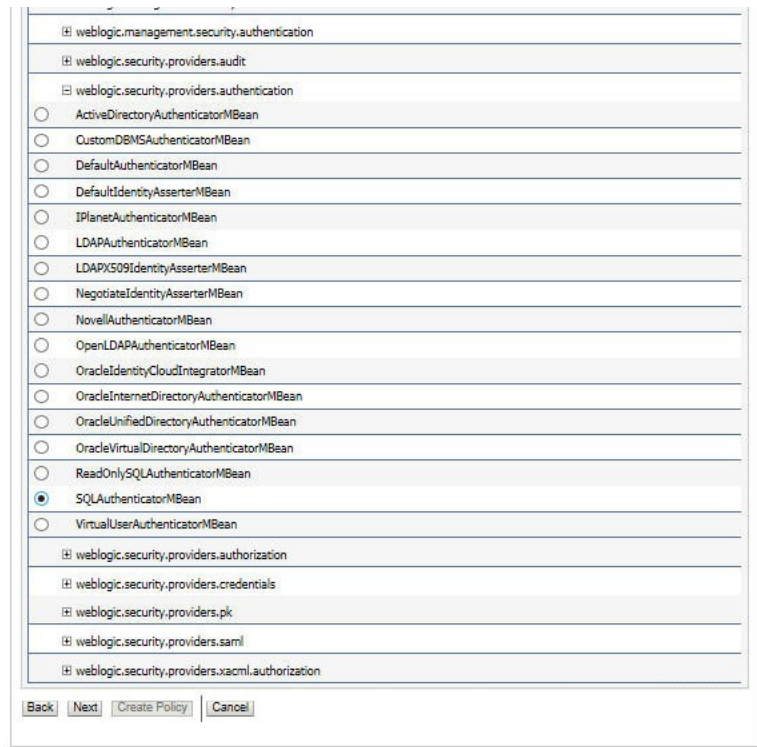 weblogic.management.security.authentication
weblogic.security.providers.audit
weblogic.security.providers.authentication
ActiveDirectoryAuthenticatorMBean
CustomDBMSAuthenticatorMBean
DefaultAuthenticatorMBean
DefaultIdentityAsserterMBean
IPlanetAuthenticatorMBean
LDAPAuthenticatorMBean
LDAPX509IdentityAsserterMBean
NegotiateIdentityAsserterMBean
NovellAuthenticatorMBean
OpenLDAPAuthenticatorMBean
OracleIdentityCloudIntegratorMBean
OracleInternetDirectoryAuthenticatorMBean
OracleUnifiedDirectoryAuthenticatorMBean
OracleVirtualDirectoryAuthenticatorMBean
ReadOnlySQLAuthenticatorMBean
SQLAuthenticatorMBean
VirtualUserAuthenticatorMBean
weblogic.security.providers.authorization
weblogic.security.providers.credentials
weblogic.security.providers.pk
weblogic.security.providers.saml
weblogic.security.providers.xacml.authorization
Back Next Create Policy Cancel